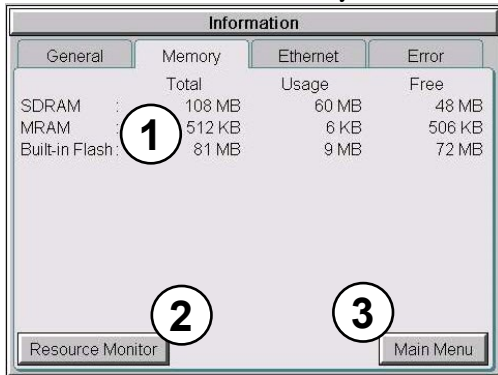 Information
General Memory Ethernet Error
Total Usage Free
SDRAM : 108 MB 60 MB 48 MB
MRAM : 512 KB 6 KB 506 KB
Built-in Flash : 81 MB 9 MB 72 MB
1
2
3
Resource Monitor Main Menu